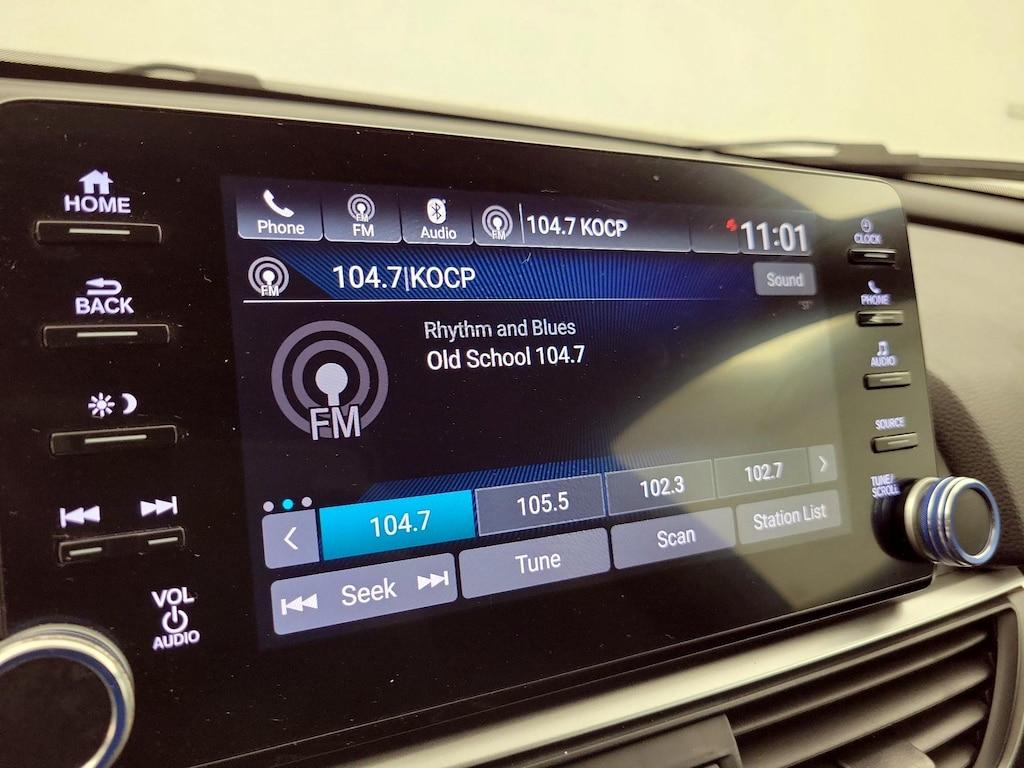 HOME
BACK
VOL
AUDIO
Phone
FM
FM
Audio
FM
104.7 KOCP
11:01
FM
104.7|KOCP
Sound
"ST"
FM
Rhythm and Blues
Old School 104.7
104.7
105.5
102.3
102.7
Seek
Tune
Scan
Station List
CLOCK
PHONE
AUDIO
SOURCE
TUNE/
SCROLL